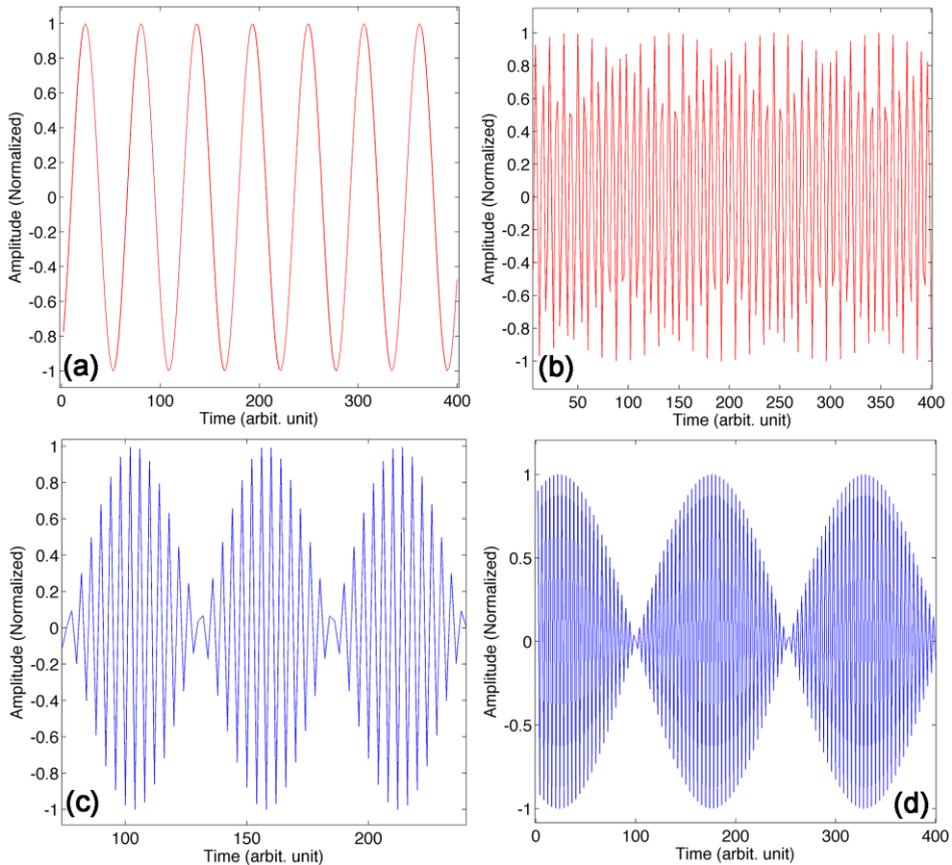 1
0.8
0.6
0.4
0.2
0
-0.2
-0.4
-0.6
-0.8
-1
Amplitude (Normalized)
(a)
0 100 200 300 400
Time (arbit. unit)
1
0.8
0.6
0.4
0.2
0
-0.2
-0.4
-0.6
-0.8
-1
Amplitude (Normalized)
(b)
50 100 150 200 250 300 350 400
Time (arbit. unit)
1
0.8
0.6
0.4
0.2
0
-0.2
-0.4
-0.6
-0.8
-1
Amplitude (Normalized)
(c)
100 150 200
Time (arbit. unit)
1
0.5
0
-0.5
-1
Amplitude (Normalized)
(d)
0 100 200 300 400
Time (arbit. unit)